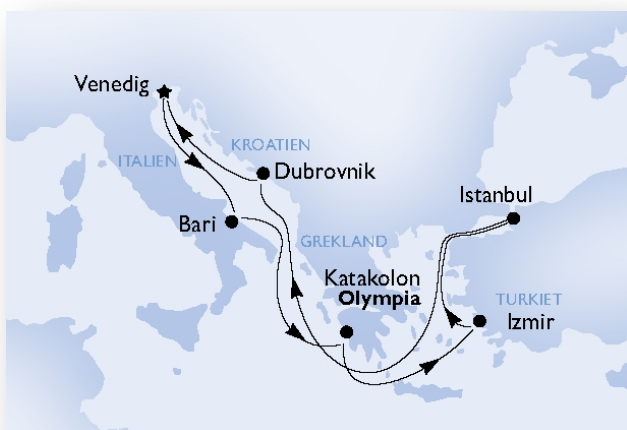 Venedig
KROATIEN
ITALIEN
Dubrovnik
Istanbul
Bari
GREKLAND
Katakolon
Olympia
TURKIET
Izmir